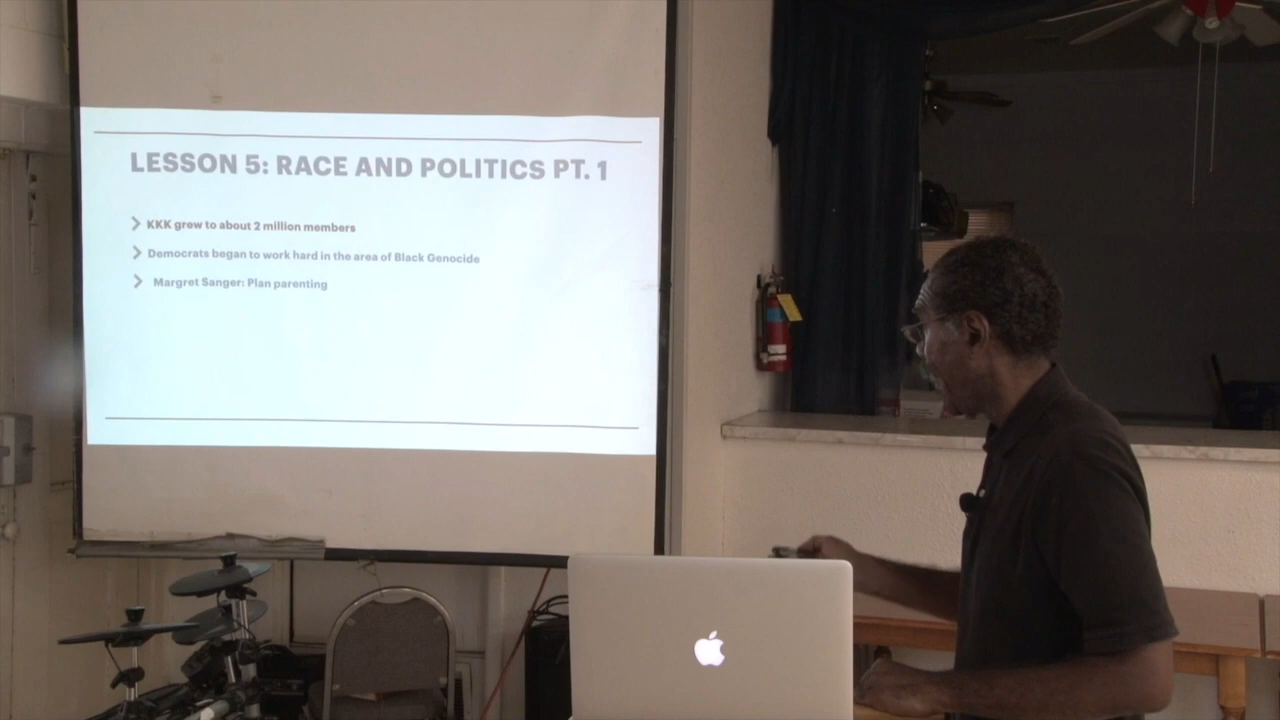 LESSON 5: RACE AND POLITICS PT. 1
KKK grew to about 2 million members
Democrats began to work hard in the area of Black Genocide
Margret Sanger: Plan parenting